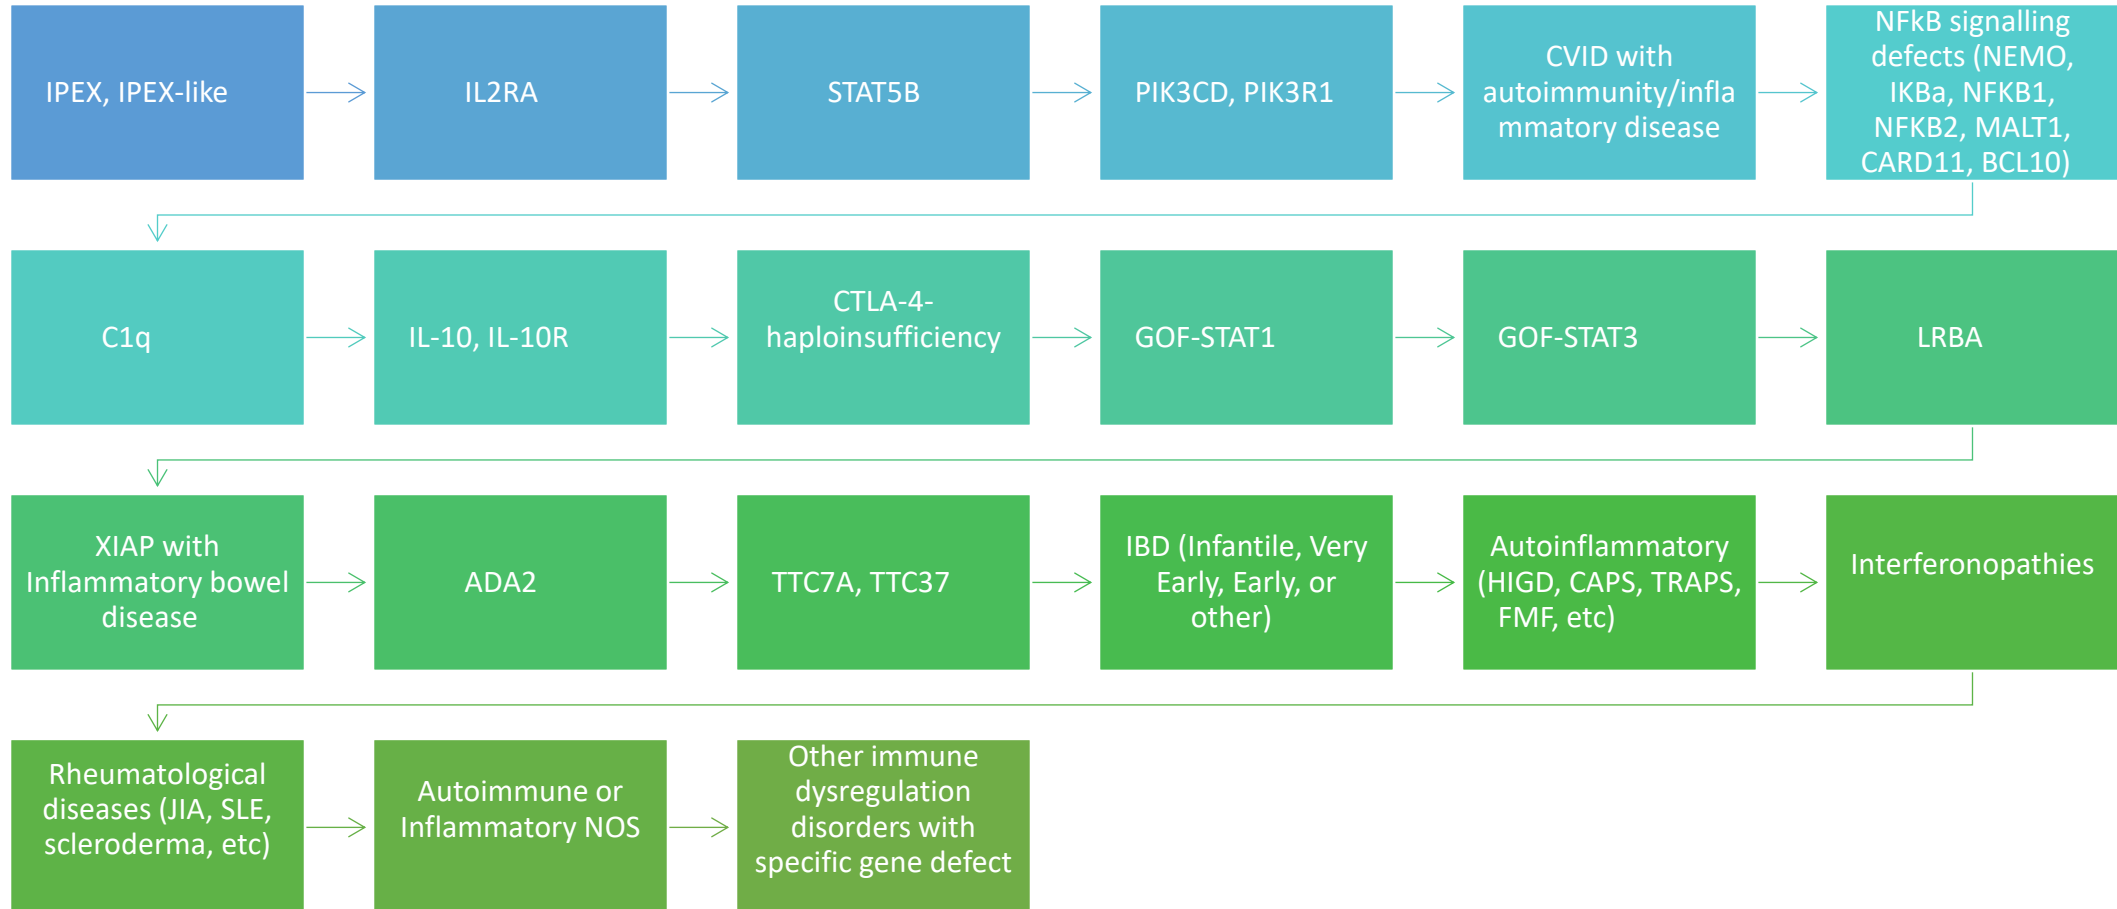 IPEX, IPEX-like
IL2RA
STAT5B
PIK3CD, PIK3R1
CVID with
autoimmunity/infla
mmatory disease
NFkB signalling
defects (NEMO,
IKBa, NFKB1,
NFKB2, MALT1,
CARD11, BCL10)
C1q
IL-10, IL-10R
CTLA-4-
haploinsufficiency
GOF-STAT1
GOF-STAT3
LRBA
XIAP with
Inflammatory bowel
disease
ADA2
TTC7A, TTC37
IBD (Infantile, Very
Early, Early, or
other)
Autoinflammatory
(HIGD, CAPS, TRAPS,
FMF, etc)
Interferonopathies
Rheumatological
diseases (JIA, SLE,
scleroderma, etc)
Autoimmune or
Inflammatory NOS
Other immune
dysregulation
disorders with
specific gene defect